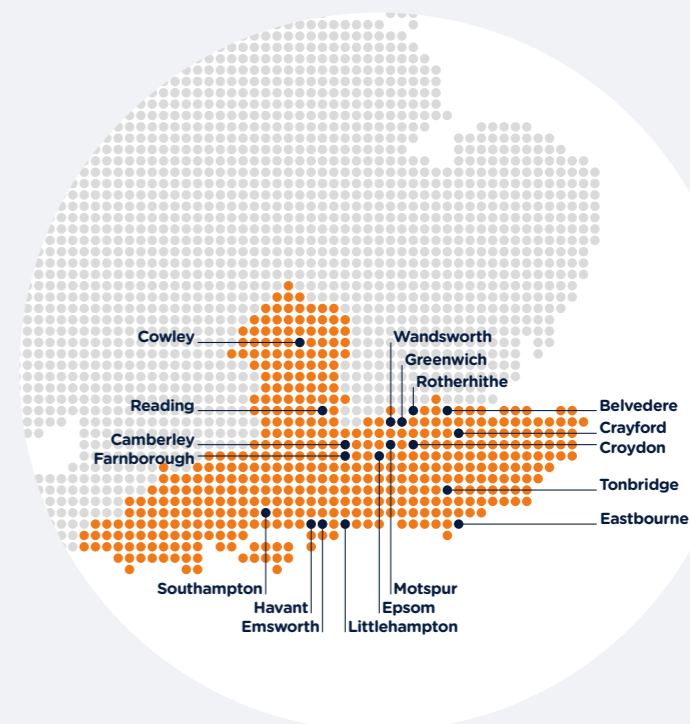 Cowley
Wandsworth
Greenwich
Rotherhithe
Reading
Belvedere
Crayford
Camberley
Croydon
Farnborough
Tonbridge
Eastbourne
Southampton
Motspur
Havant
Epsom
Emsworth
Littlehampton